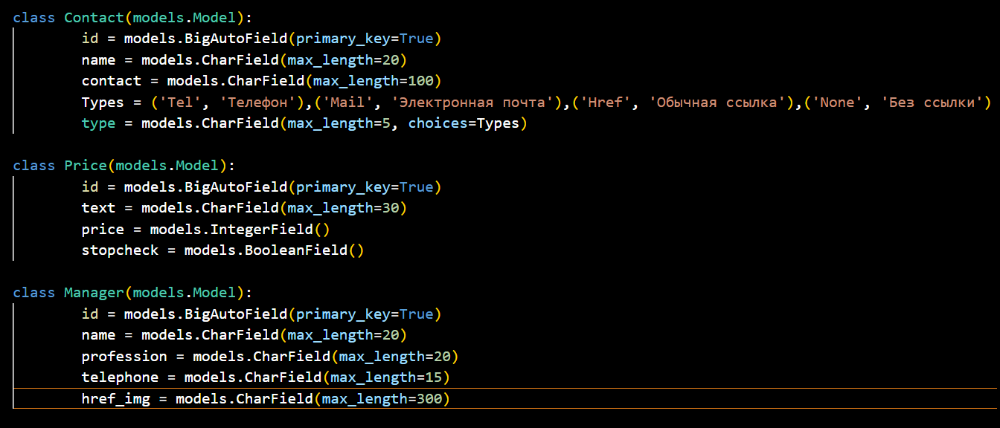 class Contact(models.Model):
id = models.BigAutoField(primary_key=True)
name = models.CharField(max_length=20)
contact = models.CharField(max_length=100)
Types = ('Tel', 'Телефон'),('Mail', 'Электронная почта'),('Href', 'Обычная ссылка'),('None', 'Без ссылки')
type = models.CharField(max_length=5, choices=Types)
class Price(models.Model):
id = models.BigAutoField(primary_key=True)
text = models.CharField(max_length=30)
price = models.IntegerField()
stopcheck = models.BooleanField()
class Manager(models.Model):
id = models.BigAutoField(primary_key=True)
name = models.CharField(max_length=20)
profession = models.CharField(max_length=20)
telephone = models.CharField(max_length=15)
href_img = models.CharField(max_length=300)